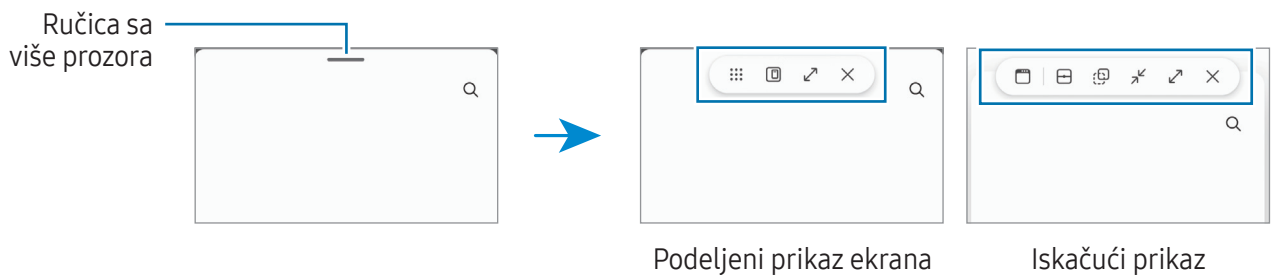 Ručica sa
više prozora
Podeljeni prikaz ekrana
Iskačući prikaz